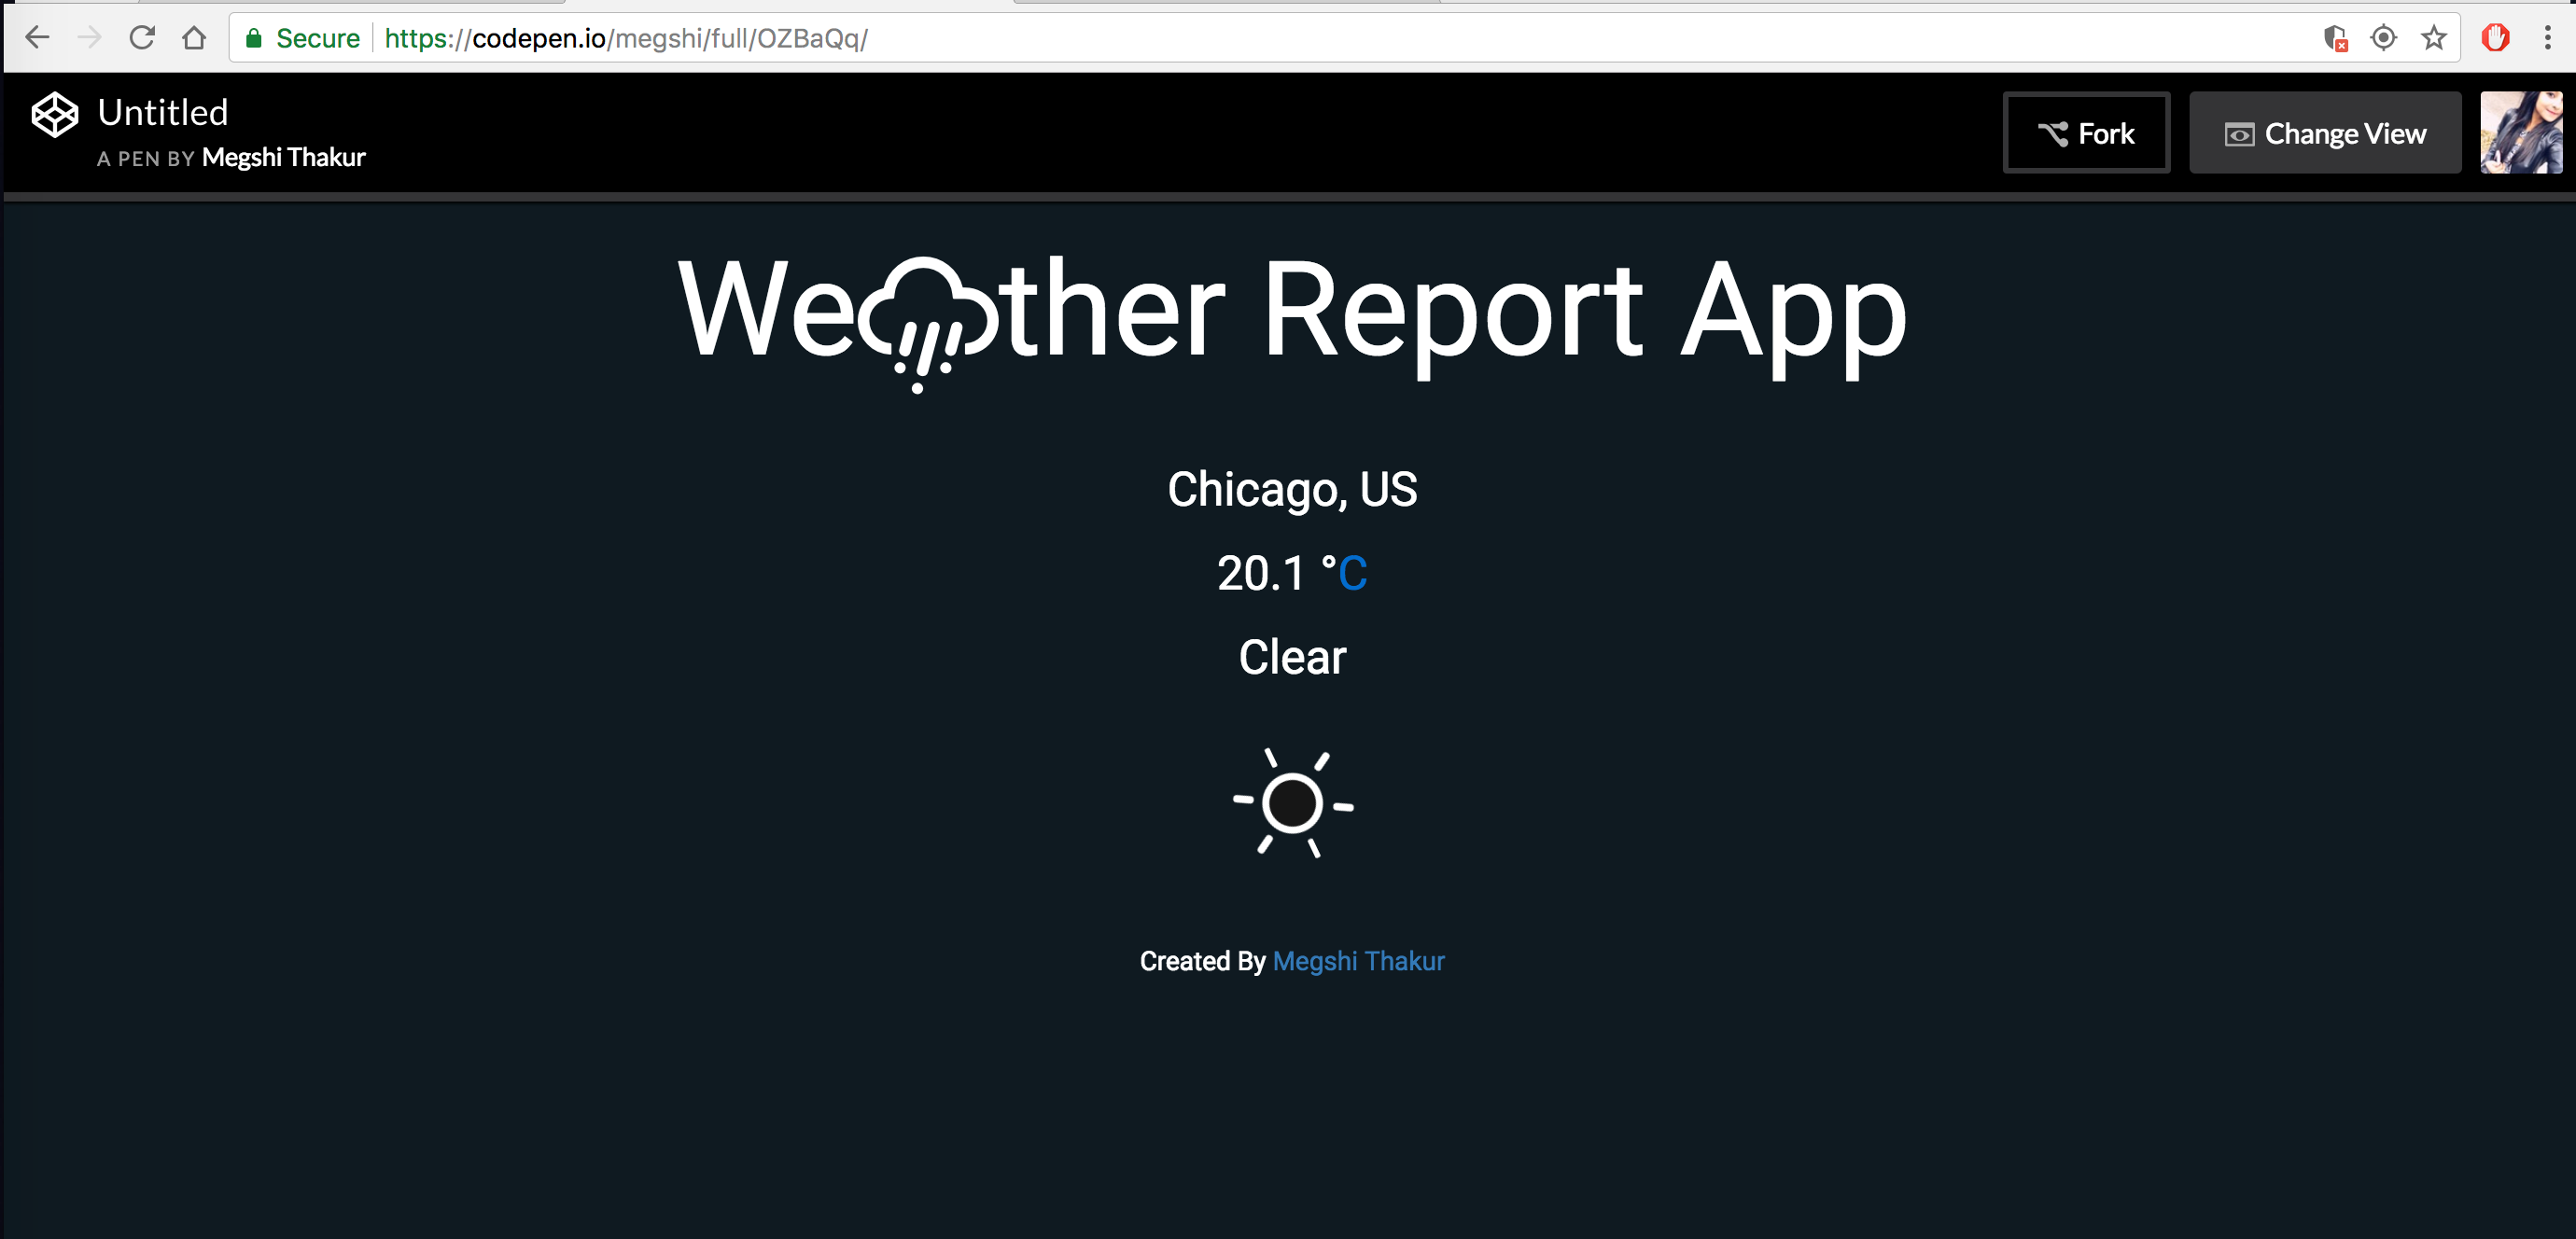 Secure https://codepen.io/megshi/full/OZBaQq/
Untitled
A PEN BY Megshi Thakur
Fork
Change View
We ther Report App
Chicago, US
20.1 °C
Clear
Created By Megshi Thakur